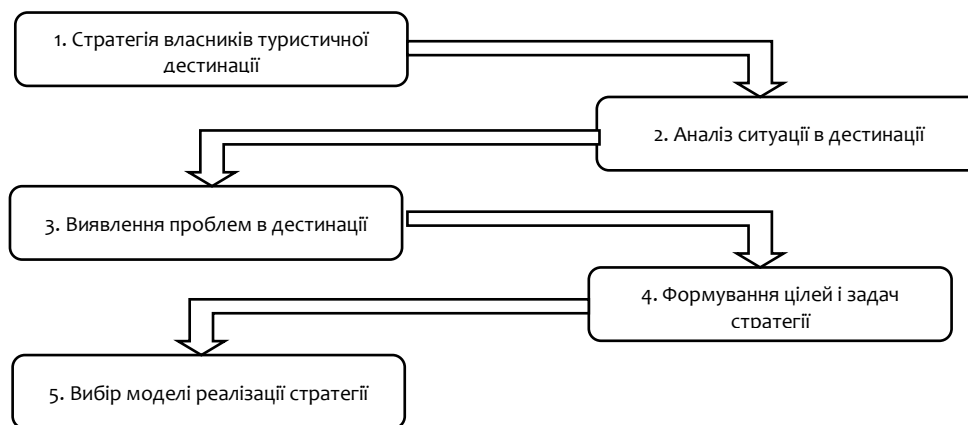 1. Стратегія власників туристичної
дестинації
2. Аналіз ситуації в дестинації
3. Виявлення проблем в дестинації
4. Формування цілей і задач
стратегії
5. Вибір моделі реалізації стратегії